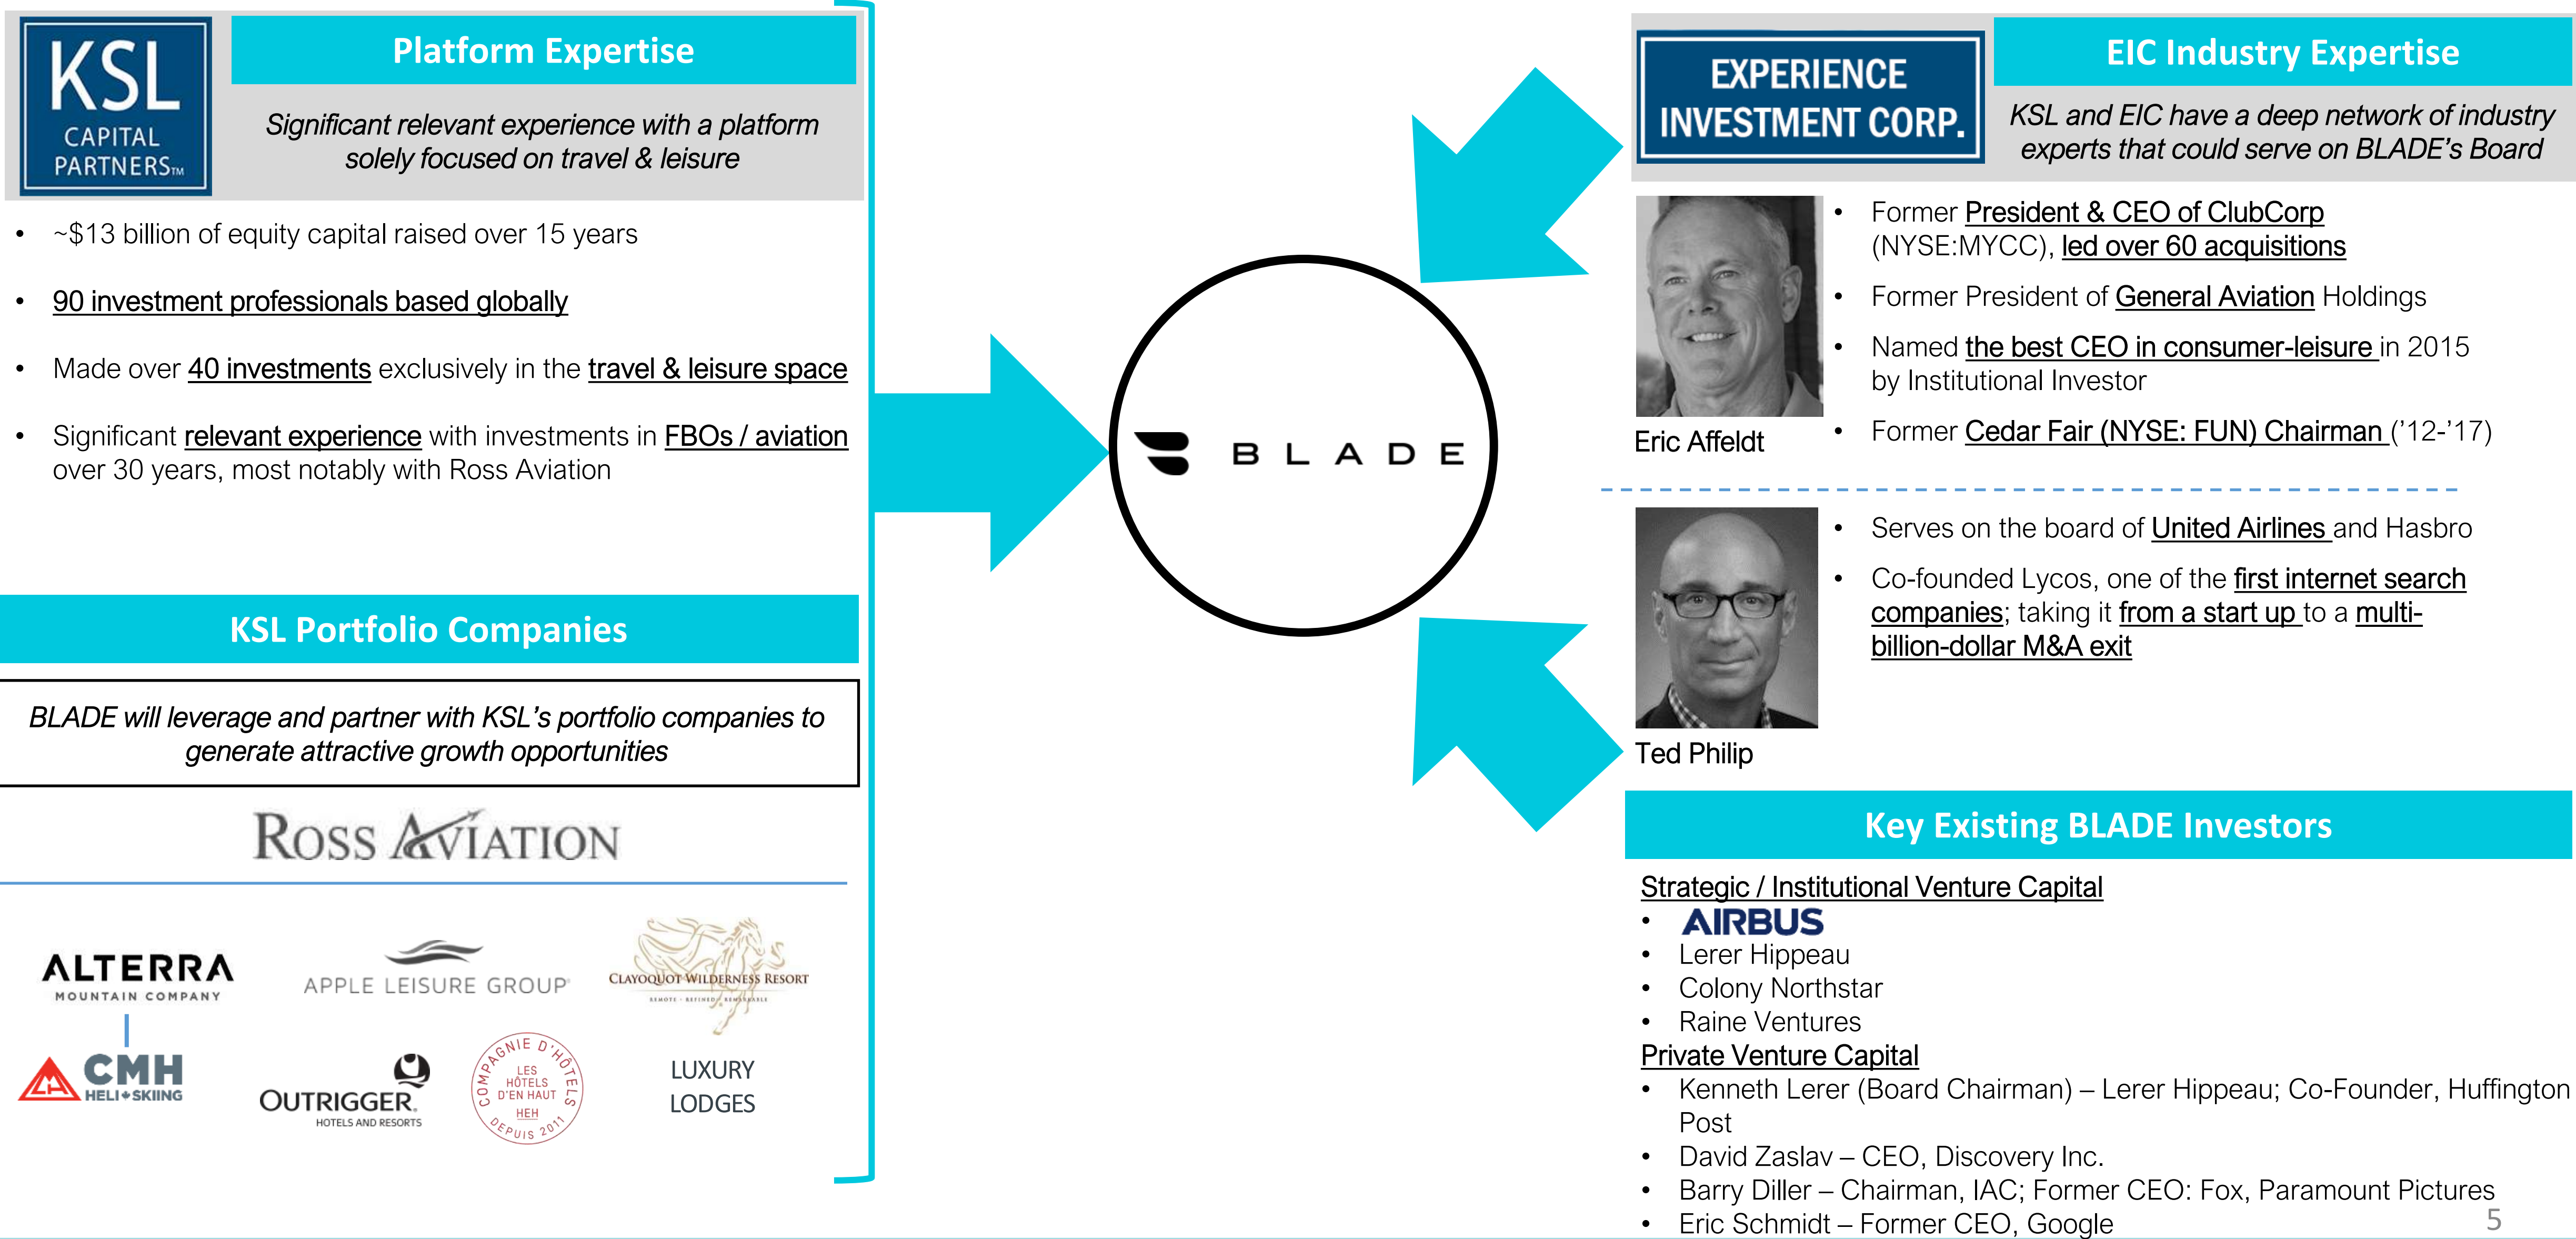 KSL
CAPITAL
PARTNERS™
Platform Expertise
Significant relevant experience with a platform
solely focused on travel & leisure
• ~$13 billion of equity capital raised over 15 years
• 90 investment professionals based globally
• Made over 40 investments exclusively in the travel & leisure space
• Significant relevant experience with investments in FBOs / aviation
over 30 years, most notably with Ross Aviation
KSL Portfolio Companies
BLADE will leverage and partner with KSL’s portfolio companies to
generate attractive growth opportunities
ROSS AVIATION
ALTERRA
MOUNTAIN COMPANY
APPLE LEISURE GROUP®
CLAYOQUOT WILDERNESS RESORT
REMOTE · REFINED · REMARKABLE
CMH
HELI SKIING
OUTRIGGER®
HOTELS AND RESORTS
COMPAGNIE D'HÔTELS
LES
HÔTELS
D'EN HAUT
HEH
DEPUIS 2011
LUXURY
LODGES
BLADE
EXPERIENCE
INVESTMENT CORP.
EIC Industry Expertise
KSL and EIC have a deep network of industry
experts that could serve on BLADE’s Board
• Former President & CEO of ClubCorp
(NYSE:MYCC), led over 60 acquisitions
• Former President of General Aviation Holdings
• Named the best CEO in consumer-leisure in 2015
by Institutional Investor
• Former Cedar Fair (NYSE: FUN) Chairman (’12-’17)
Eric Affeldt
• Serves on the board of United Airlines and Hasbro
• Co-founded Lycos, one of the first internet search
companies; taking it from a start up to a multi-
billion-dollar M&A exit
Ted Philip
Key Existing BLADE Investors
Strategic / Institutional Venture Capital
• AIRBUS
• Lerer Hippeau
• Colony Northstar
• Raine Ventures
Private Venture Capital
• Kenneth Lerer (Board Chairman) – Lerer Hippeau; Co-Founder, Huffington
Post
• David Zaslav – CEO, Discovery Inc.
• Barry Diller – Chairman, IAC; Former CEO: Fox, Paramount Pictures
• Eric Schmidt – Former CEO, Google
5